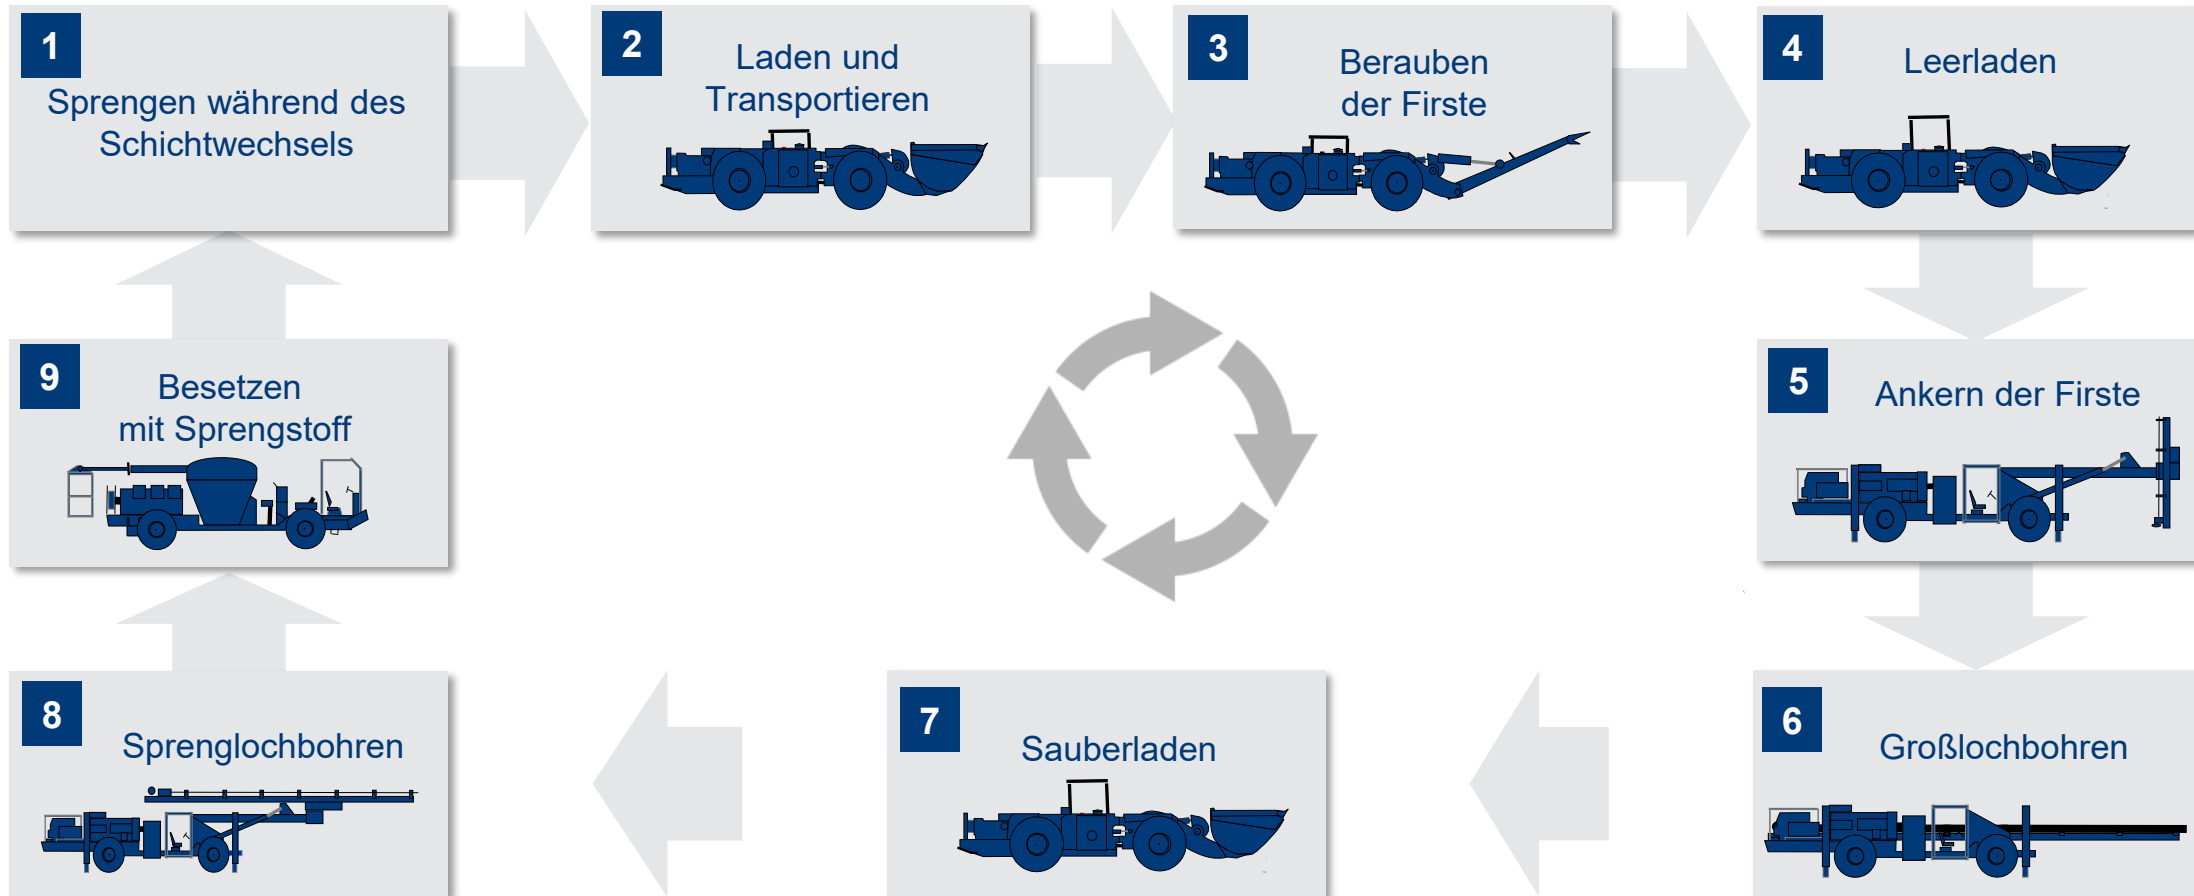 1
Sprengen während des
Schichtwechsels
2
Laden und
Transportieren
3
Berauben
der Firste
4
Leerladen
5
Ankern der Firste
6
Großlochbohren
7
Sauberladen
8
Sprenglochbohren
9
Besetzen
mit Sprengstoff